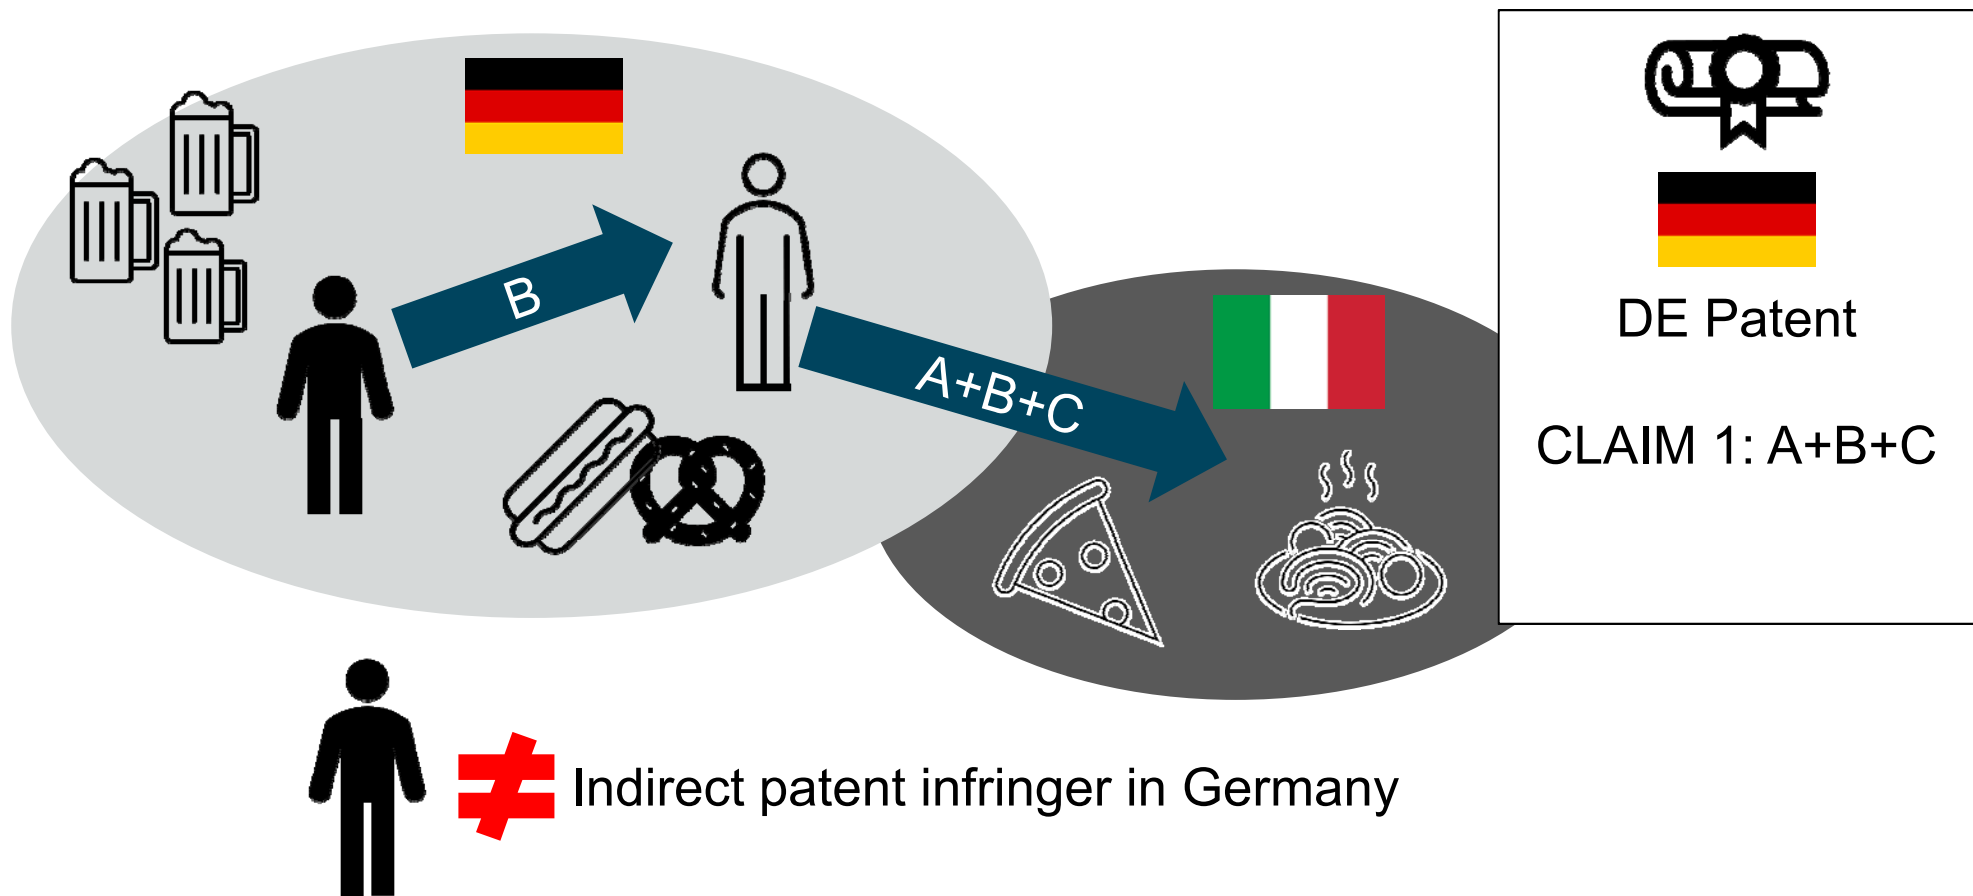 B
A+B+C
DE Patent
CLAIM 1: A+B+C
Indirect patent infringer in Germany